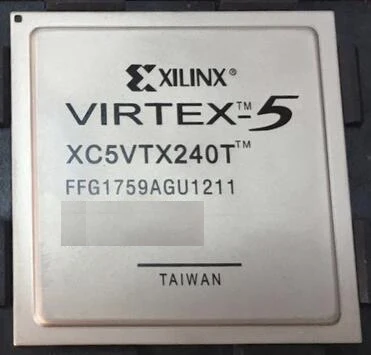 XILINX®
VIRTEX™-5
XC5VTX240T™
FFG1759AGU1211
TAIWAN